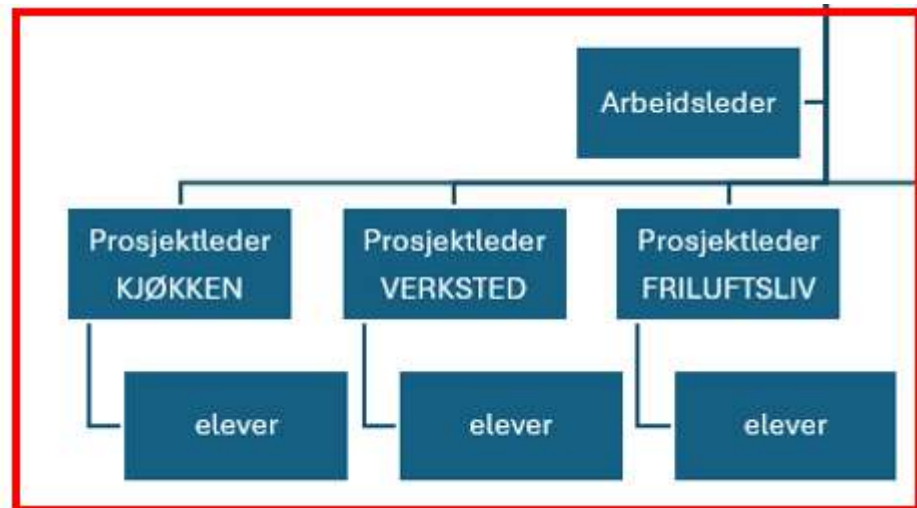 Arbeidsleder
Prosjektleder
KJØKKEN
Prosjektleder
VERKSTED
Prosjektleder
FRILUFTSLIV
elever
elever
elever